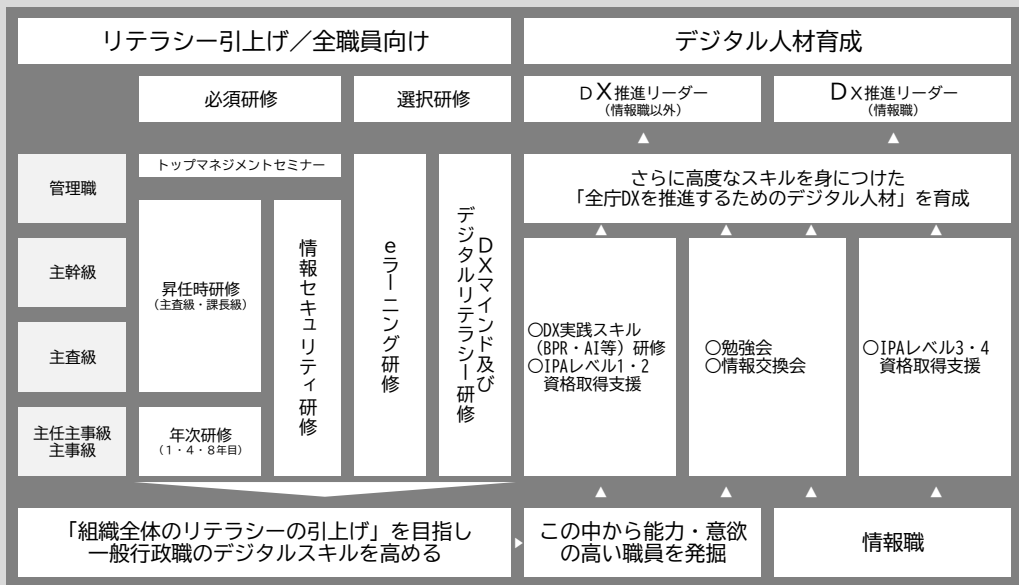 リテラシー引上げ／全職員向け
デジタル人材育成
必須研修
選択研修
DX推進リーダー
（情報職以外）
DX推進リーダー
（情報職）
管理職
主幹級
主査級
主任主事級
主事級
トップマネジメントセミナー
昇任時研修
（主査級・課長級）
年次研修
（1・4・8年目）
情報セキュリティ研修
eラーニング研修
DXマインド及び
デジタルリテラシー研修
さらに高度なスキルを身につけた
「全庁DXを推進するためのデジタル人材」を育成
○DX実践スキル
（BPR・AI等）研修
○IPAレベル1・2
資格取得支援
○勉強会
○情報交換会
○IPAレベル3・4
資格取得支援
「組織全体のリテラシーの引上げ」を目指し
一般行政職のデジタルスキルを高める
この中から能力・意欲
の高い職員を発掘
情報職